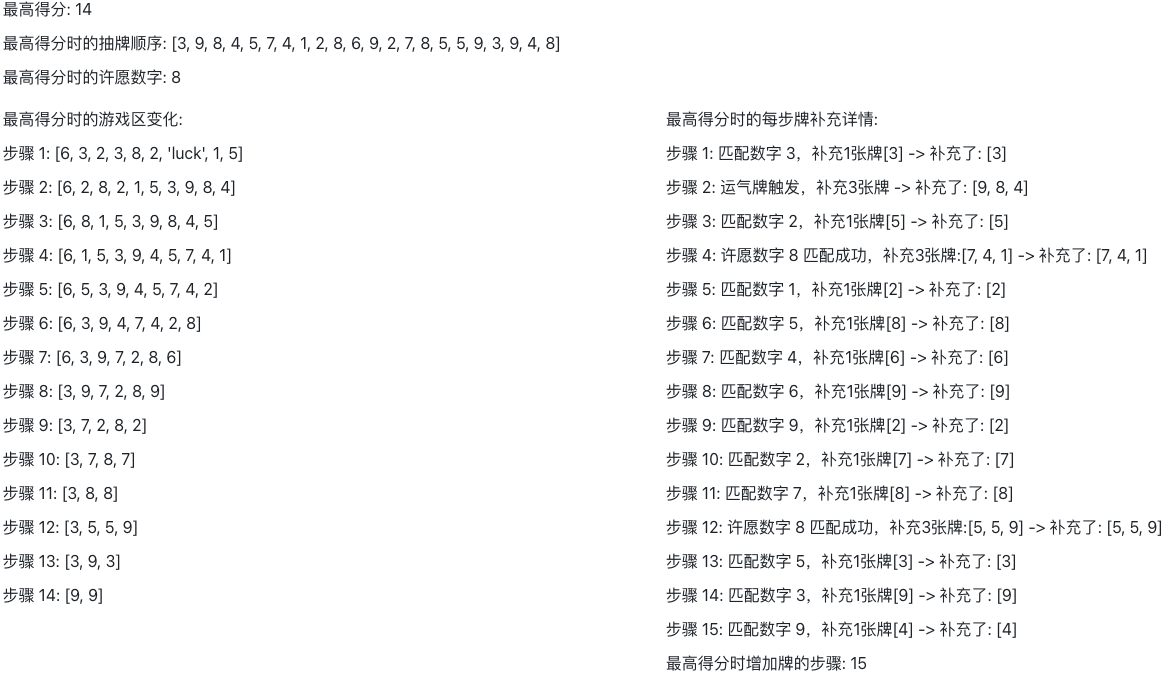 最高得分: 14
最高得分时的抽牌顺序: [3, 9, 8, 4, 5, 7, 4, 1, 2, 8, 6, 9, 2, 7, 8, 5, 5, 9, 3, 9, 4, 8]
最高得分时的许愿数字: 8
最高得分时的游戏区变化:
步骤 1: [6, 3, 2, 3, 8, 2, 'luck', 1, 5]
步骤 2: [6, 2, 8, 2, 1, 5, 3, 9, 8, 4]
步骤 3: [6, 8, 1, 5, 3, 9, 8, 4, 5]
步骤 4: [6, 1, 5, 3, 9, 4, 5, 7, 4, 1]
步骤 5: [6, 5, 3, 9, 4, 5, 7, 4, 2]
步骤 6: [6, 3, 9, 4, 7, 4, 2, 8]
步骤 7: [6, 3, 9, 7, 2, 8, 6]
步骤 8: [3, 9, 7, 2, 8, 9]
步骤 9: [3, 7, 2, 8, 2]
步骤 10: [3, 7, 8, 7]
步骤 11: [3, 8, 8]
步骤 12: [3, 5, 5, 9]
步骤 13: [3, 9, 3]
步骤 14: [9, 9]
最高得分时的每步牌补充详情:
步骤 1: 匹配数字 3，补充1张牌[3] -> 补充了: [3]
步骤 2: 运气牌触发，补充3张牌 -> 补充了: [9, 8, 4]
步骤 3: 匹配数字 2，补充1张牌[5] -> 补充了: [5]
步骤 4: 许愿数字 8 匹配成功，补充3张牌:[7, 4, 1] -> 补充了: [7, 4, 1]
步骤 5: 匹配数字 1，补充1张牌[2] -> 补充了: [2]
步骤 6: 匹配数字 5，补充1张牌[8] -> 补充了: [8]
步骤 7: 匹配数字 4，补充1张牌[6] -> 补充了: [6]
步骤 8: 匹配数字 6，补充1张牌[9] -> 补充了: [9]
步骤 9: 匹配数字 9，补充1张牌[2] -> 补充了: [2]
步骤 10: 匹配数字 2，补充1张牌[7] -> 补充了: [7]
步骤 11: 匹配数字 7，补充1张牌[8] -> 补充了: [8]
步骤 12: 许愿数字 8 匹配成功，补充3张牌:[5, 5, 9] -> 补充了: [5, 5, 9]
步骤 13: 匹配数字 5，补充1张牌[3] -> 补充了: [3]
步骤 14: 匹配数字 3，补充1张牌[9] -> 补充了: [9]
步骤 15: 匹配数字 9，补充1张牌[4] -> 补充了: [4]
最高得分时增加牌的步骤: 15